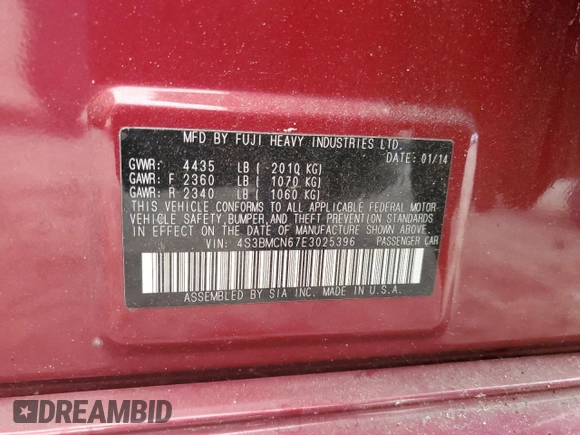 MFD BY FUJI HEAVY INDUSTRIES LTD.
DATE: 01/14
GVWR: 4435 LB ( 2010 KG)
GAWR: F 2360 LB ( 1070 KG)
GAWR: R 2340 LB ( 1060 KG)
THIS VEHICLE CONFORMS TO ALL APPLICABLE FEDERAL MOTOR
VEHICLE SAFETY, BUMPER, AND THEFT PREVENTION STANDARDS
IN EFFECT ON THE DATE OF MANUFACTURE SHOWN ABOVE.
VIN: 4S3BMCN67E3025396 PASSENGER CAR
ASSEMBLED BY SIA INC. MADE IN U.S.A.
DREAMBID